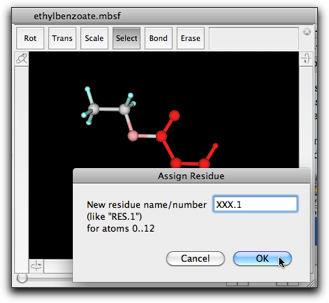 ethylbenzoate.mbsf
Rot Trans Scale Select Bond Erase
Assign Residue
New residue name/number XXX.1
(like "RES.1")
for atoms 0..12
Cancel OK